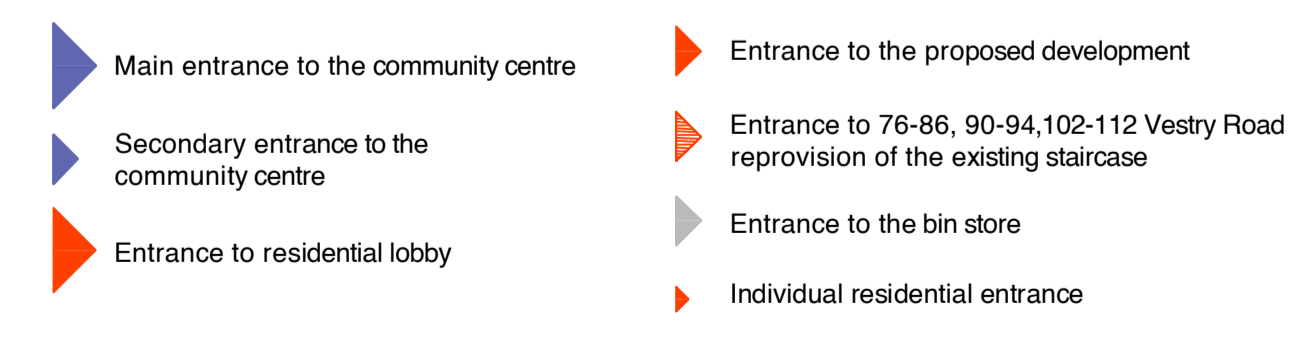 Main entrance to the community centre
Secondary entrance to the
community centre
Entrance to residential lobby
Entrance to the proposed development
Entrance to 76-86, 90-94,102-112 Vestry Road
reprovision of the existing staircase
Entrance to the bin store
Individual residential entrance